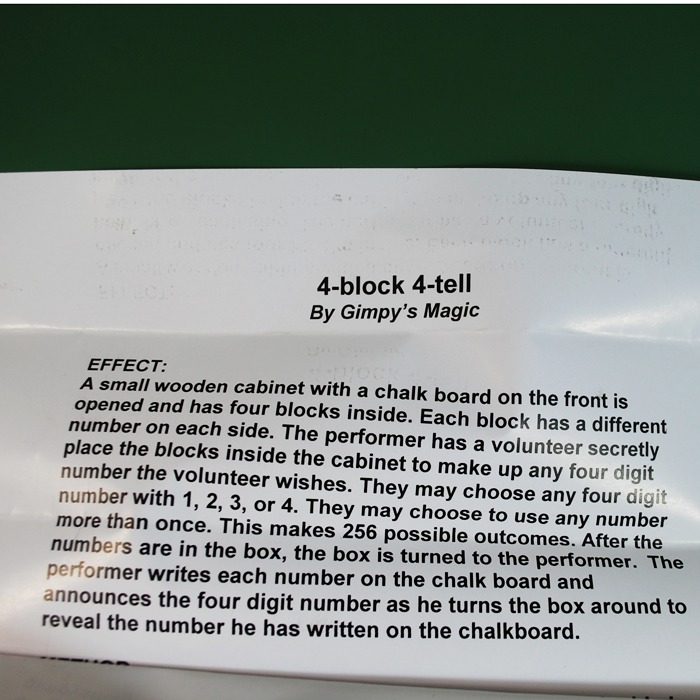 4-block 4-tell
By Gimpy's Magic
EFFECT:
A small wooden cabinet with a chalk board on the front is
opened and has four blocks inside. Each block has a different
number on each side. The performer has a volunteer secretly
place the blocks inside the cabinet to make up any four digit
number the volunteer wishes. They may choose any four digit
number with 1, 2, 3, or 4. They may choose to use any number
more than once. This makes 256 possible outcomes. After the
numbers are in the box, the box is turned to the performer. The
performer writes each number on the chalk board and
announces the four digit number as he turns the box around to
reveal the number he has written on the chalkboard.